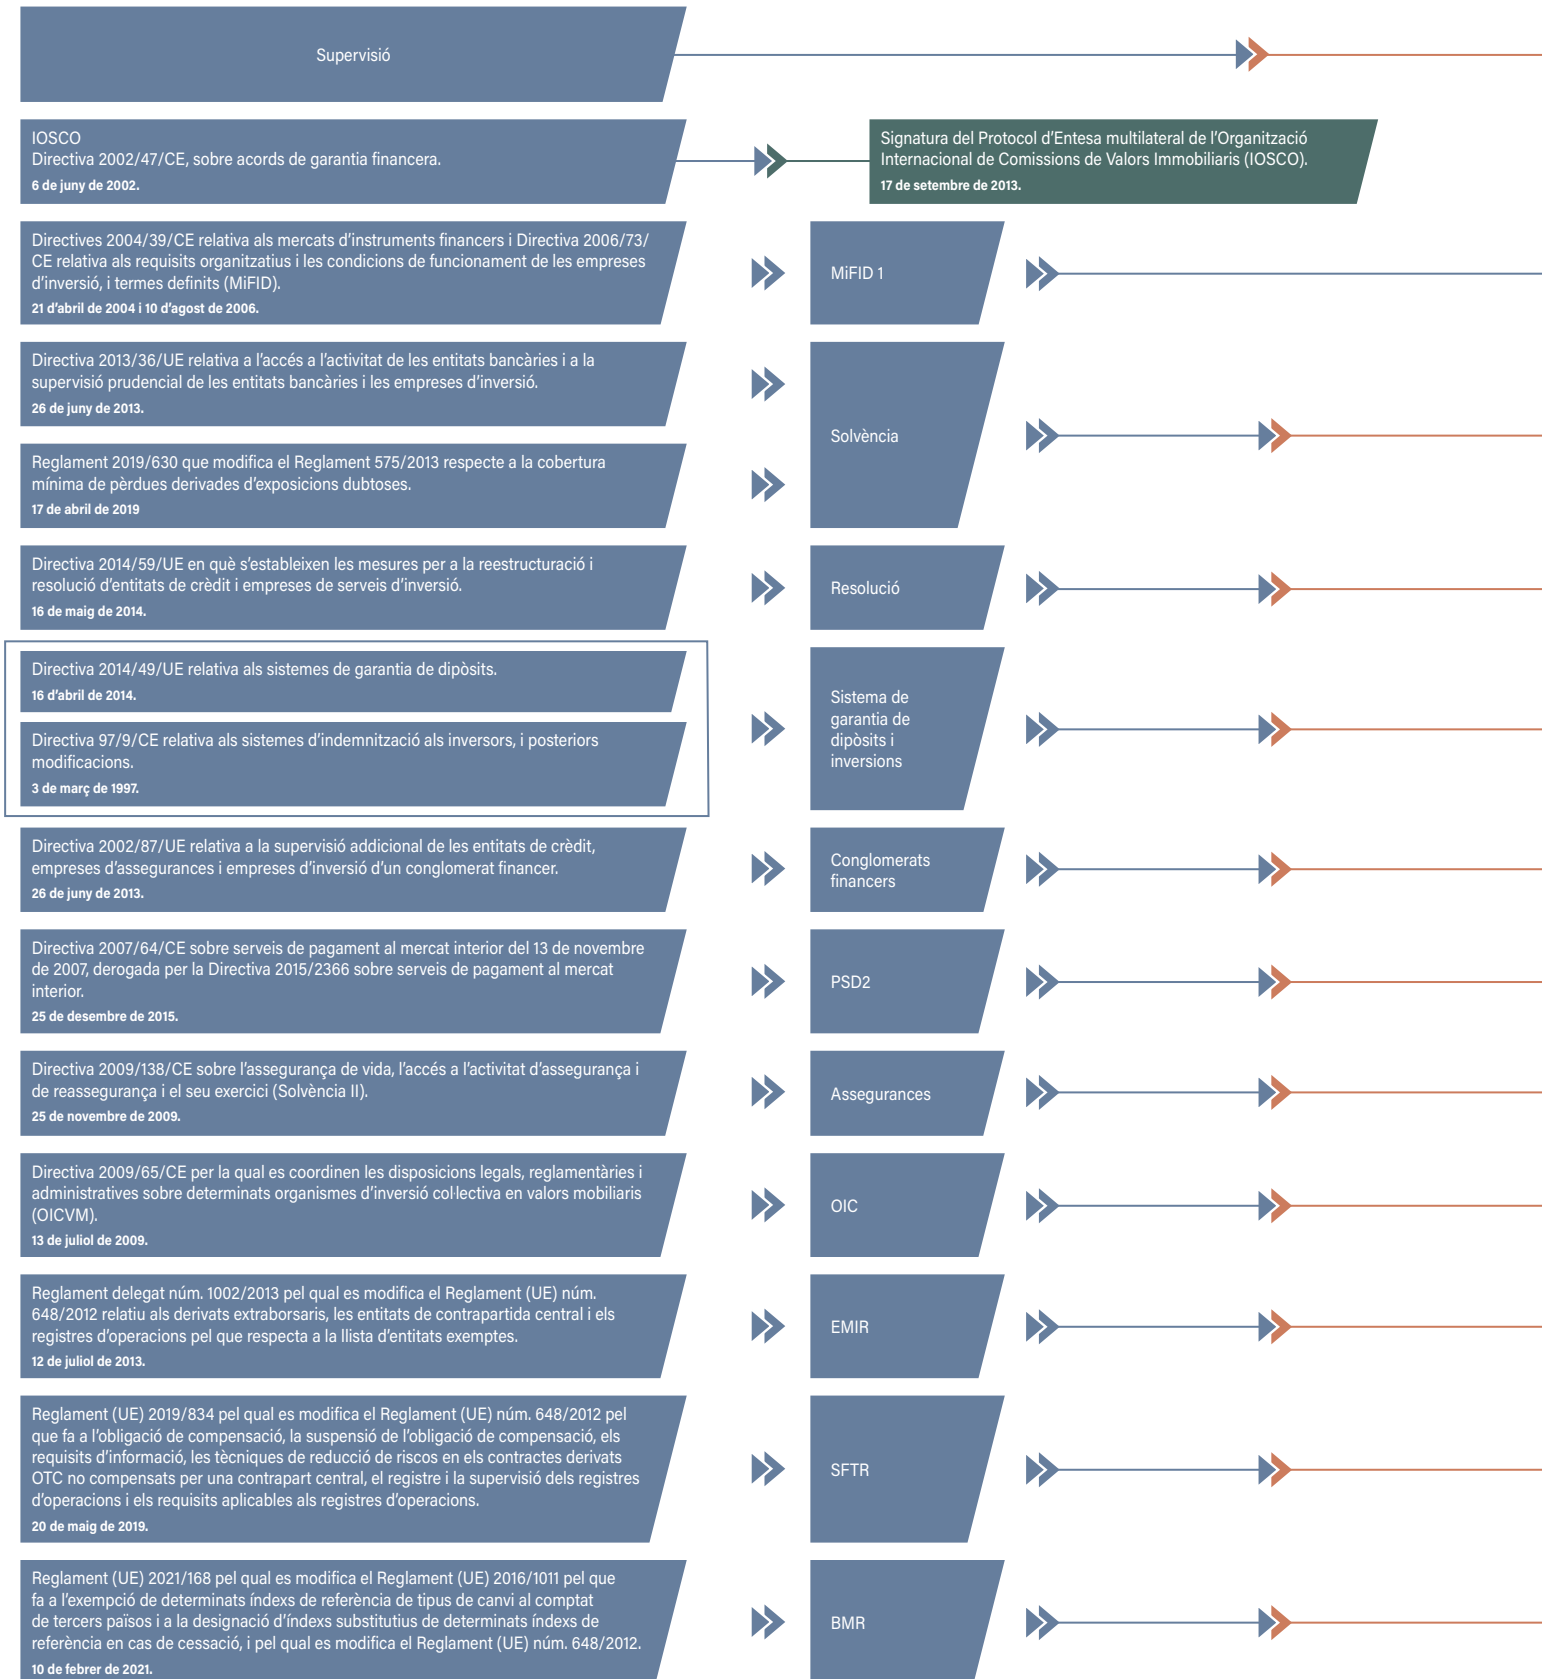 Supervisió
IOSCO
Directiva 2002/47/CE, sobre acords de garantia financera.
6 de juny de 2002.
Signatura del Protocol d'Entesa multilateral de l'Organització
Internacional de Comissions de Valors Immobiliaris (IOSCO).
17 de setembre de 2013.
Directives 2004/39/CE relativa als mercats d'instruments financers i Directiva 2006/73/
CE relativa als requisits organitzatius i les condicions de funcionament de les empreses
d'inversió, i termes definits (MiFID).
21 d'abril de 2004 i 10 d'agost de 2006.
MiFID 1
Directiva 2013/36/UE relativa a l'accés a l'activitat de les entitats bancàries i a la
supervisió prudencial de les entitats bancàries i les empreses d'inversió.
26 de juny de 2013.
Reglament 2019/630 que modifica el Reglament 575/2013 respecte a la cobertura
mínima de pèrdues derivades d'exposicions dubtoses.
17 de abril de 2019
Solvència
Directiva 2014/59/UE en què s'estableixen les mesures per a la reestructuració i
resolució d'entitats de crèdit i empreses de serveis d'inversió.
16 de maig de 2014.
Resolució
Directiva 2014/49/UE relativa als sistemes de garantia de dipòsits.
16 d'abril de 2014.
Directiva 97/9/CE relativa als sistemes d'indemnització als inversors, i posteriors
modificacions.
3 de març de 1997.
Sistema de
garantia de
dipòsits i
inversions
Directiva 2002/87/UE relativa a la supervisió addicional de les entitats de crèdit,
empreses d'assegurances i empreses d'inversió d'un conglomerat financer.
26 de juny de 2013.
Conglomerats
financers
Directiva 2007/64/CE sobre serveis de pagament al mercat interior del 13 de novembre
de 2007, derogada per la Directiva 2015/2366 sobre serveis de pagament al mercat
interior.
25 de desembre de 2015.
PSD2
Directiva 2009/138/CE sobre l'assegurança de vida, l'accés a l'activitat d'assegurança i
de reassegurança i el seu exercici (Solvència II).
25 de novembre de 2009.
Assegurances
Directiva 2009/65/CE per la qual es coordinen les disposicions legals, reglamentàries i
administratives sobre determinats organismes d'inversió col·lectiva en valors mobiliaris
(OICVM).
13 de juliol de 2009.
OIC
Reglament delegat núm. 1002/2013 pel qual es modifica el Reglament (UE) núm.
648/2012 relatiu als derivats extraborsaris, les entitats de contrapartida central i els
registres d'operacions pel que respecta a la llista d'entitats exemptes.
12 de juliol de 2013.
EMIR
Reglament (UE) 2019/834 pel qual es modifica el Reglament (UE) núm. 648/2012 pel
que fa a l'obligació de compensació, la suspensió de l'obligació de compensació, els
requisits d'informació, les tècniques de reducció de riscos en els contractes derivats
OTC no compensats per una contrapart central, el registre i la supervisió dels registres
d'operacions i els requisits aplicables als registres d'operacions.
20 de maig de 2019.
SFTR
Reglament (UE) 2021/168 pel qual es modifica el Reglament (UE) 2016/1011 pel que
fa a l'exempció de determinats índexs de referència de tipus de canvi al comptat
de tercers països i a la designació d'índexs substitutius de determinats índexs de
referència en cas de cessació, i pel qual es modifica el Reglament (UE) núm. 648/2012.
10 de febrer de 2021.
BMR